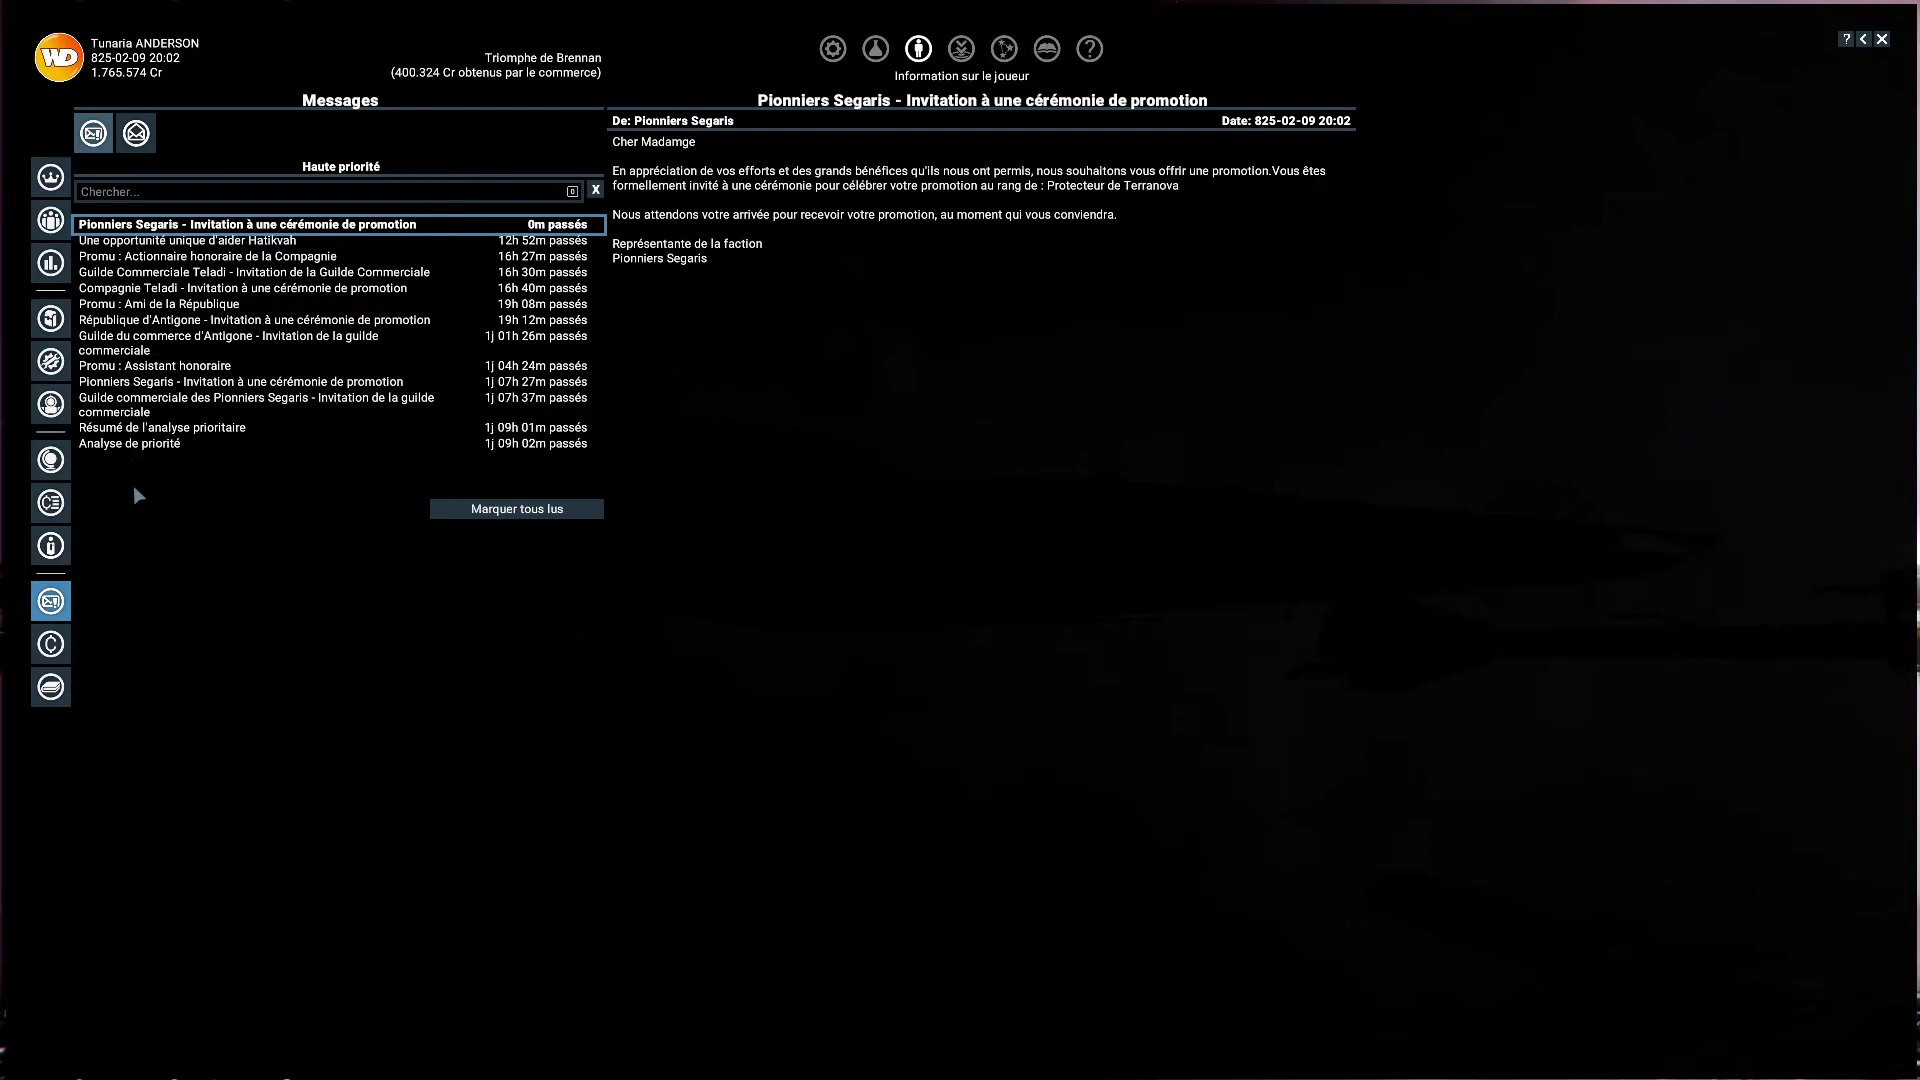 WD
Tunaria ANDERSON
825-02-09 20:02
1.765.574 Cr
Triomphe de Brennan
(400.324 Cr obtenus par le commerce)
Information sur le joueur
? < X
Messages
Haute priorité
Chercher...
X
Pionniers Segaris - Invitation à une cérémonie de promotion 0m passés
Une opportunité unique d'aider Hatikvah 12h 52m passés
Promu : Actionnaire honoraire de la Compagnie 16h 27m passés
Guilde Commerciale Teladi - Invitation de la Guilde Commerciale 16h 30m passés
Compagnie Teladi - Invitation à une cérémonie de promotion 16h 40m passés
Promu : Ami de la République 19h 08m passés
République d'Antigone - Invitation à une cérémonie de promotion 19h 12m passés
Guilde du commerce d'Antigone - Invitation de la guilde 1j 01h 26m passés
commerciale
Promu : Assistant honoraire 1j 04h 24m passés
Pionniers Segaris - Invitation à une cérémonie de promotion 1j 07h 27m passés
Guilde commerciale des Pionniers Segaris - Invitation de la guilde 1j 07h 37m passés
commerciale
Résumé de l'analyse prioritaire 1j 09h 01m passés
Analyse de priorité 1j 09h 02m passés
Marquer tous lus
Pionniers Segaris - Invitation à une cérémonie de promotion
De: Pionniers Segaris Date: 825-02-09 20:02
Cher Madamge
En appréciation de vos efforts et des grands bénéfices qu'ils nous ont permis, nous souhaitons vous offrir une promotion.Vous êtes
formellement invité à une cérémonie pour célébrer votre promotion au rang de : Protecteur de Terranova
Nous attendons votre arrivée pour recevoir votre promotion, au moment qui vous conviendra.
Représentante de la faction
Pionniers Segaris